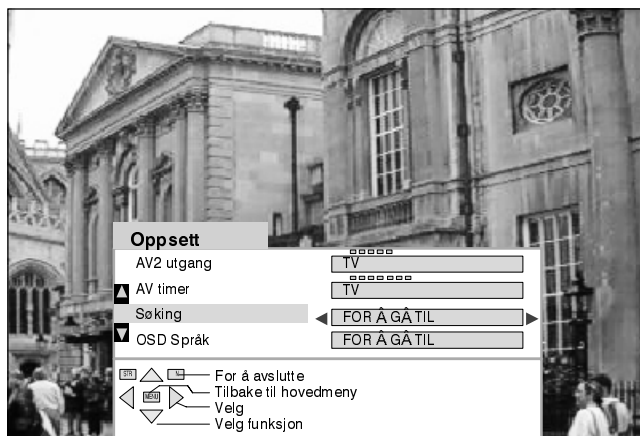 Oppsett
AV2 utgang TV
AV timer TV
Søking FOR Å GÅ TIL
OSD Språk FOR Å GÅ TIL
STR N For å avslutte
MENU Tilbake til hovedmeny
Velg
Velg funksjon